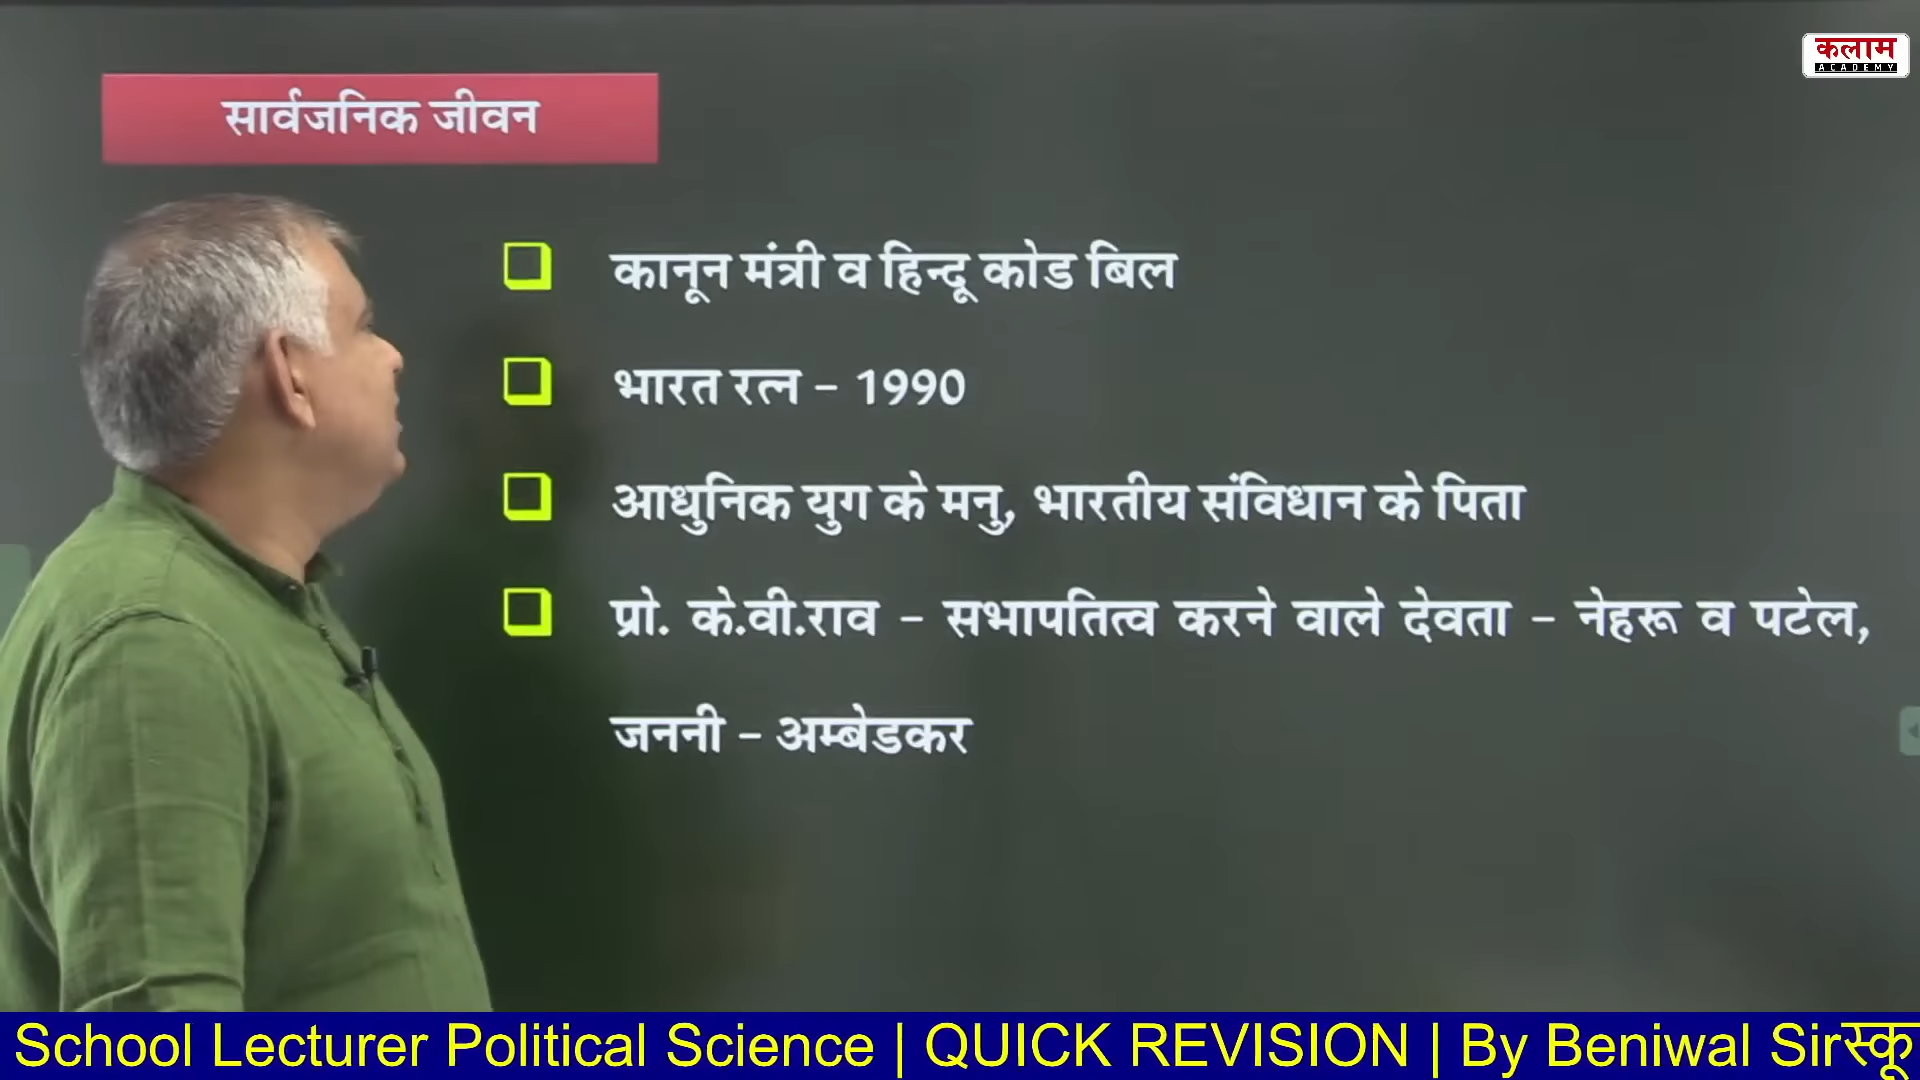 कलाम
ACADEMY
सार्वजनिक जीवन
कानून मंत्री व हिन्दू कोड बिल
भारत रत्न – 1990
आधुनिक युग के मनु, भारतीय संविधान के पिता
प्रो. के.वी.राव – सभापतित्व करने वाले देवता – नेहरू व पटेल,
जननी – अम्बेडकर
School Lecturer Political Science | QUICK REVISION | By Beniwal Sirस्कू